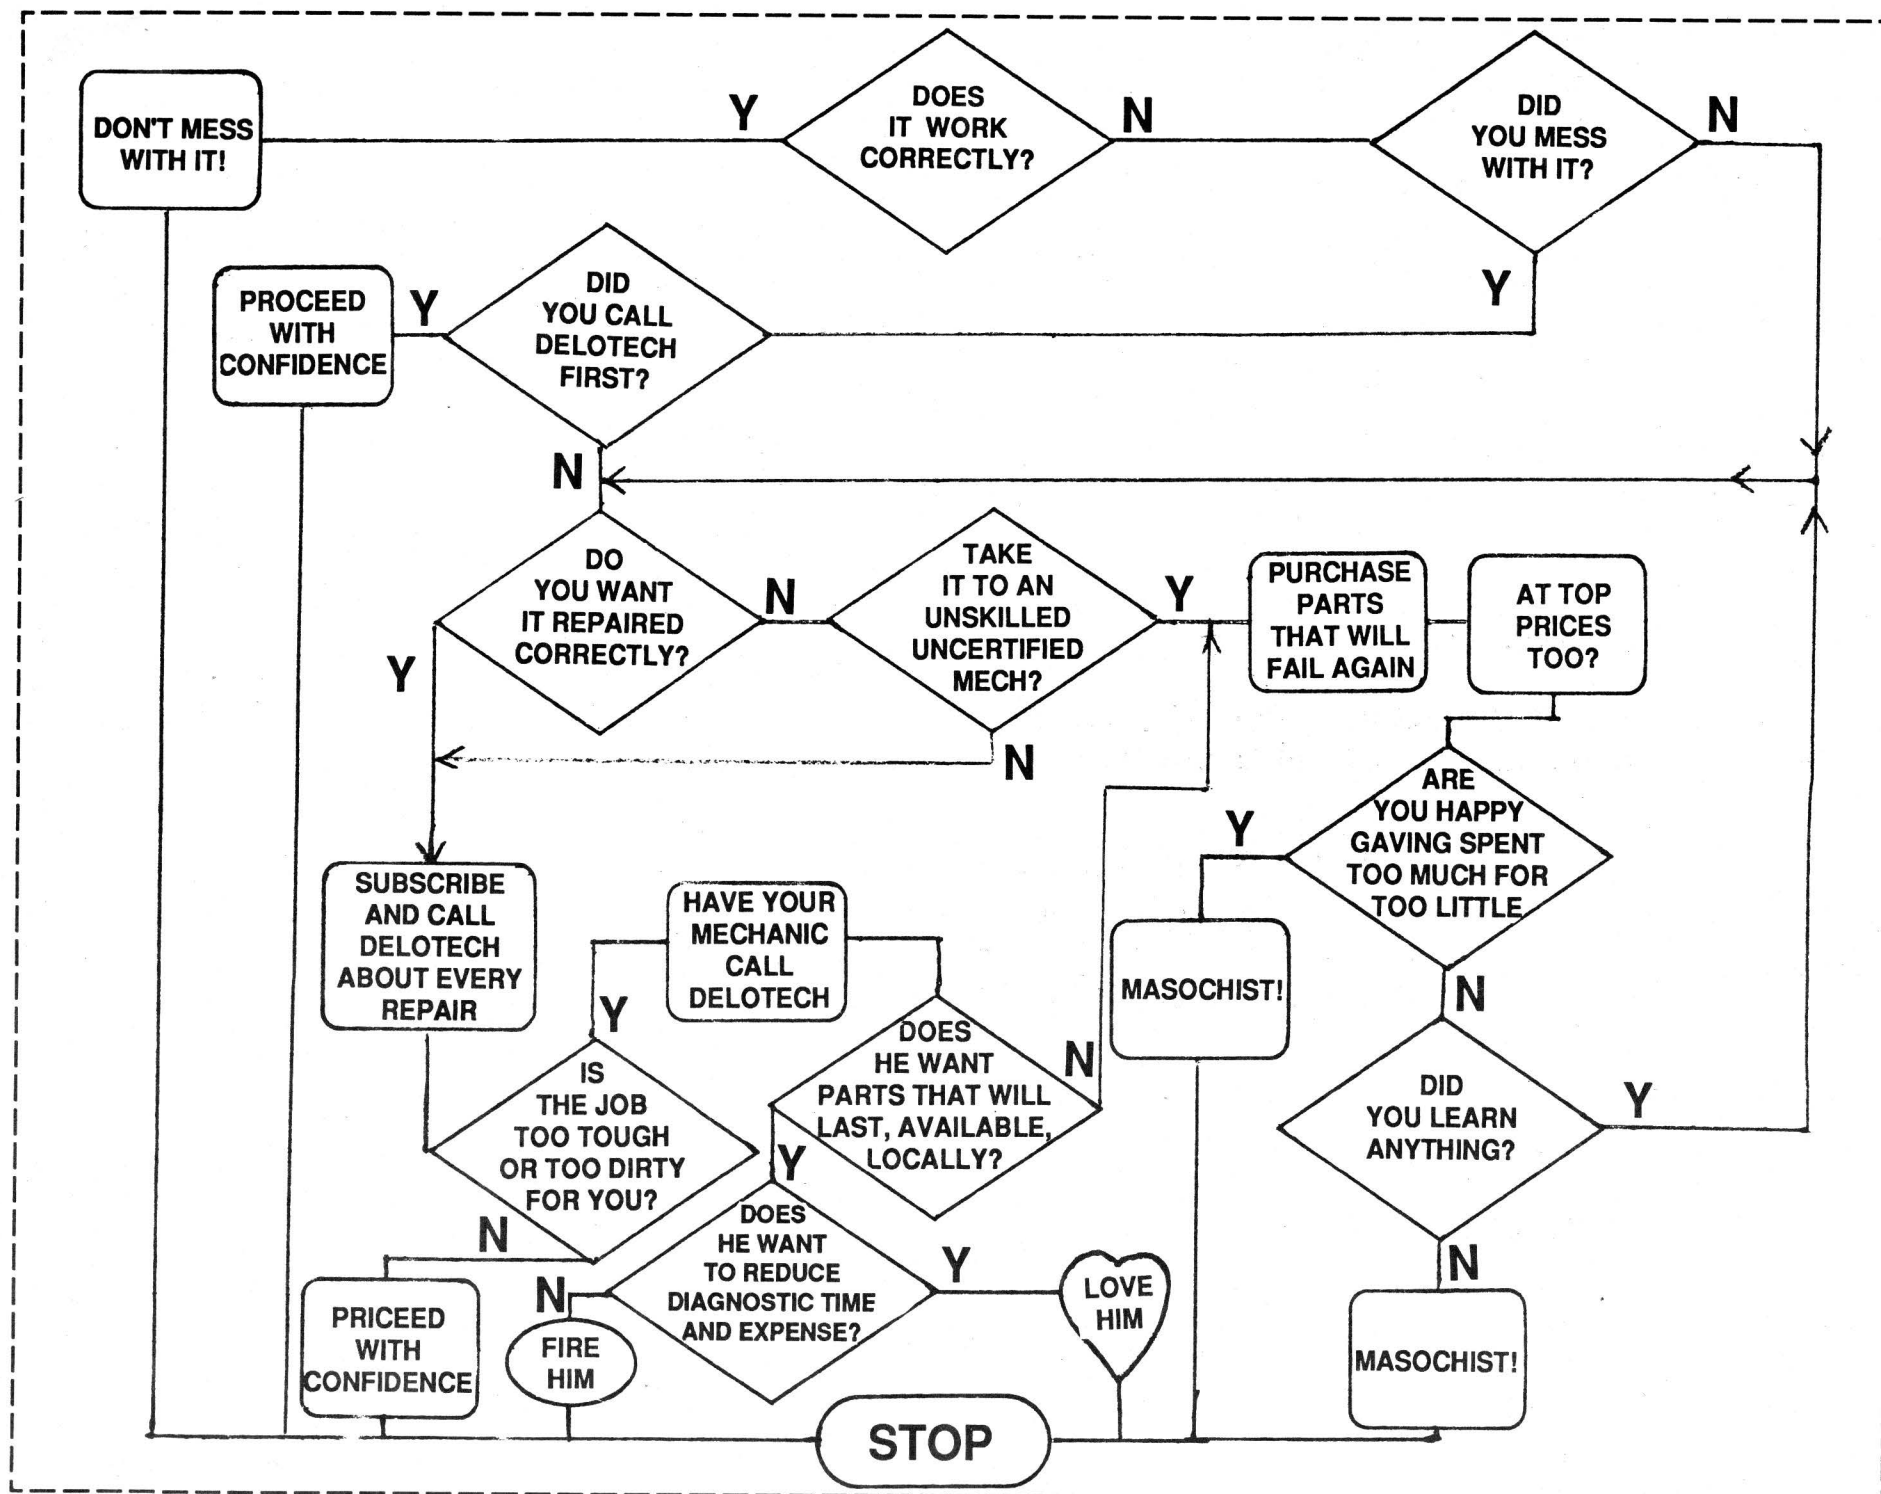 DON'T MESS
WITH IT!
Y
DOES
IT WORK
CORRECTLY?
N
DID
YOU MESS
WITH IT?
N
Y
PROCEED
WITH
CONFIDENCE
Y
DID
YOU CALL
DELOTECH
FIRST?
N
DO
YOU WANT
IT REPAIRED
CORRECTLY?
N
Y
TAKE
IT TO AN
UNSKILLED
UNCERTIFIED
MECH?
Y
N
PURCHASE
PARTS
THAT WILL
FAIL AGAIN
AT TOP
PRICES
TOO?
ARE
YOU HAPPY
GAVING SPENT
TOO MUCH FOR
TOO LITTLE
Y
N
MASOCHIST!
DID
YOU LEARN
ANYTHING?
Y
N
MASOCHIST!
SUBSCRIBE
AND CALL
DELOTECH
ABOUT EVERY
REPAIR
HAVE YOUR
MECHANIC
CALL
DELOTECH
Y
IS
THE JOB
TOO TOUGH
OR TOO DIRTY
FOR YOU?
N
DOES
HE WANT
PARTS THAT WILL
LAST, AVAILABLE,
LOCALLY?
N
Y
DOES
HE WANT
TO REDUCE
DIAGNOSTIC TIME
AND EXPENSE?
Y
N
LOVE
HIM
PRICEED
WITH
CONFIDENCE
FIRE
HIM
STOP